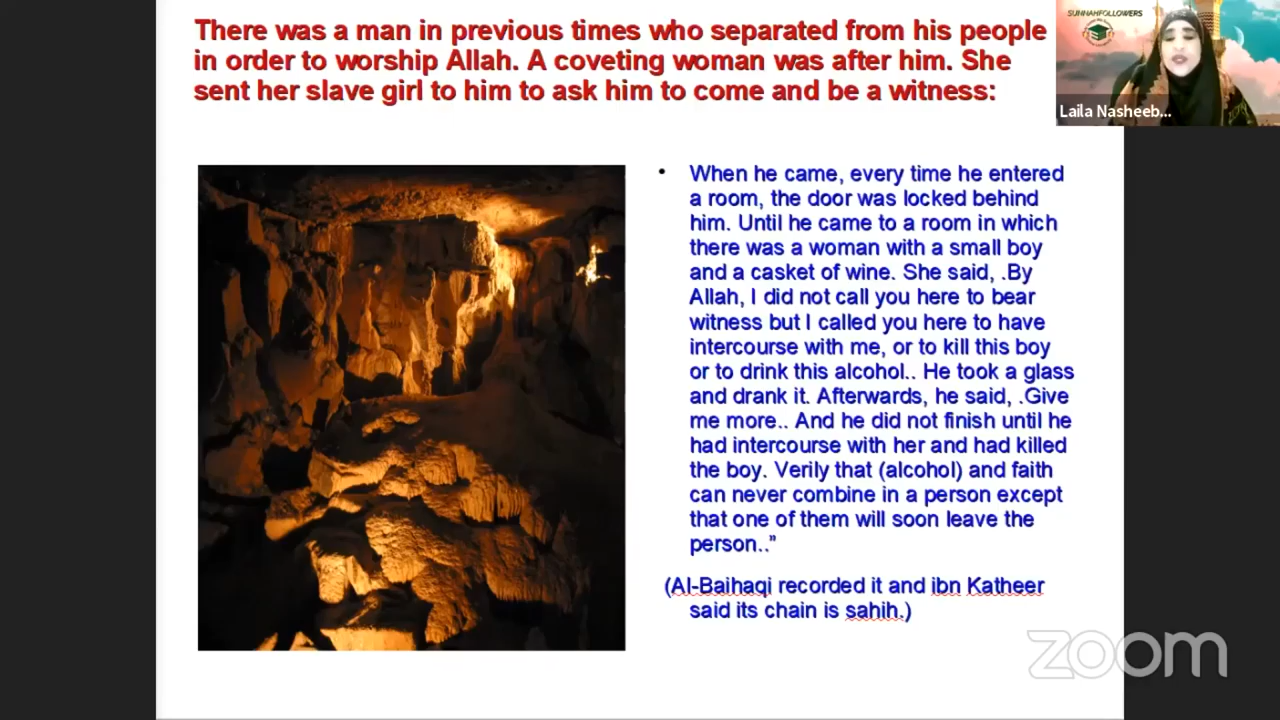 There was a man in previous times who separated from his people
in order to worship Allah. A coveting woman was after him. She
sent her slave girl to him to ask him to come and be a witness:
SUNNAHFOLLOWERS
Laila Nasheeb...
• When he came, every time he entered
a room, the door was locked behind
him. Until he came to a room in which
there was a woman with a small boy
and a casket of wine. She said, .By
Allah, I did not call you here to bear
witness but I called you here to have
intercourse with me, or to kill this boy
or to drink this alcohol.. He took a glass
and drank it. Afterwards, he said, .Give
me more.. And he did not finish until he
had intercourse with her and had killed
the boy. Verily that (alcohol) and faith
can never combine in a person except
that one of them will soon leave the
person..”
(Al-Baihaqi recorded it and ibn Katheer
said its chain is sahih.)
zoom